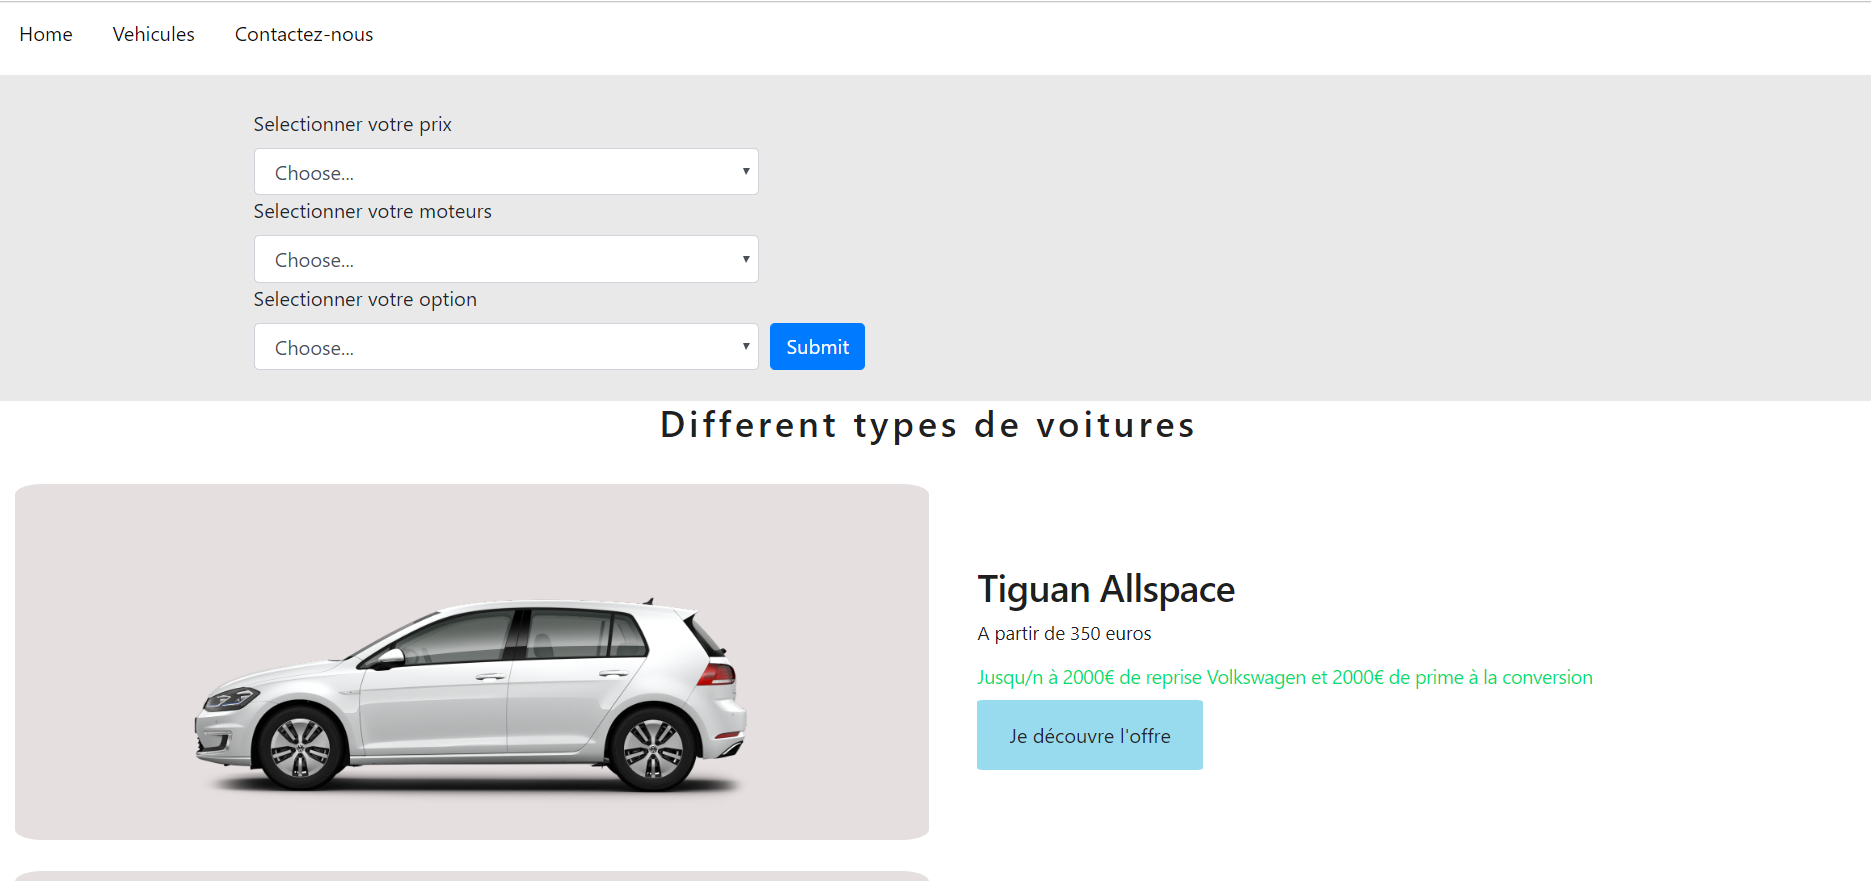 Home Vehicules Contactez-nous
Selectionner votre prix
Choose...
Selectionner votre moteurs
Choose...
Selectionner votre option
Choose... Submit
Different types de voitures
Tiguan Allspace
A partir de 350 euros
Jusqu/n à 2000€ de reprise Volkswagen et 2000€ de prime à la conversion
Je découvre l'offre